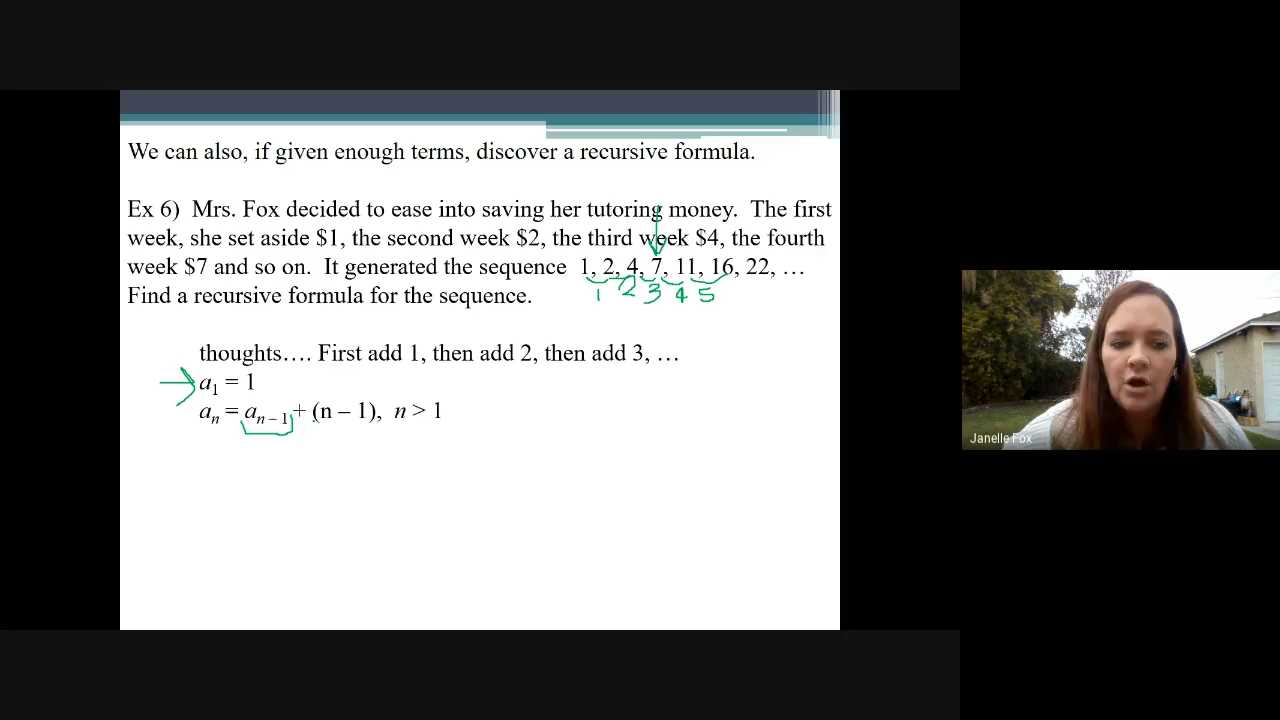 We can also, if given enough terms, discover a recursive formula.
Ex 6) Mrs. Fox decided to ease into saving her tutoring money. The first
week, she set aside $1, the second week $2, the third week $4, the fourth
week $7 and so on. It generated the sequence 1, 2, 4, 7, 11, 16, 22, …
Find a recursive formula for the sequence.
1 2 3 4 5
thoughts…. First add 1, then add 2, then add 3, …
a₁ = 1
aₙ = aₙ₋₁ + (n – 1), n > 1
Janelle Fox